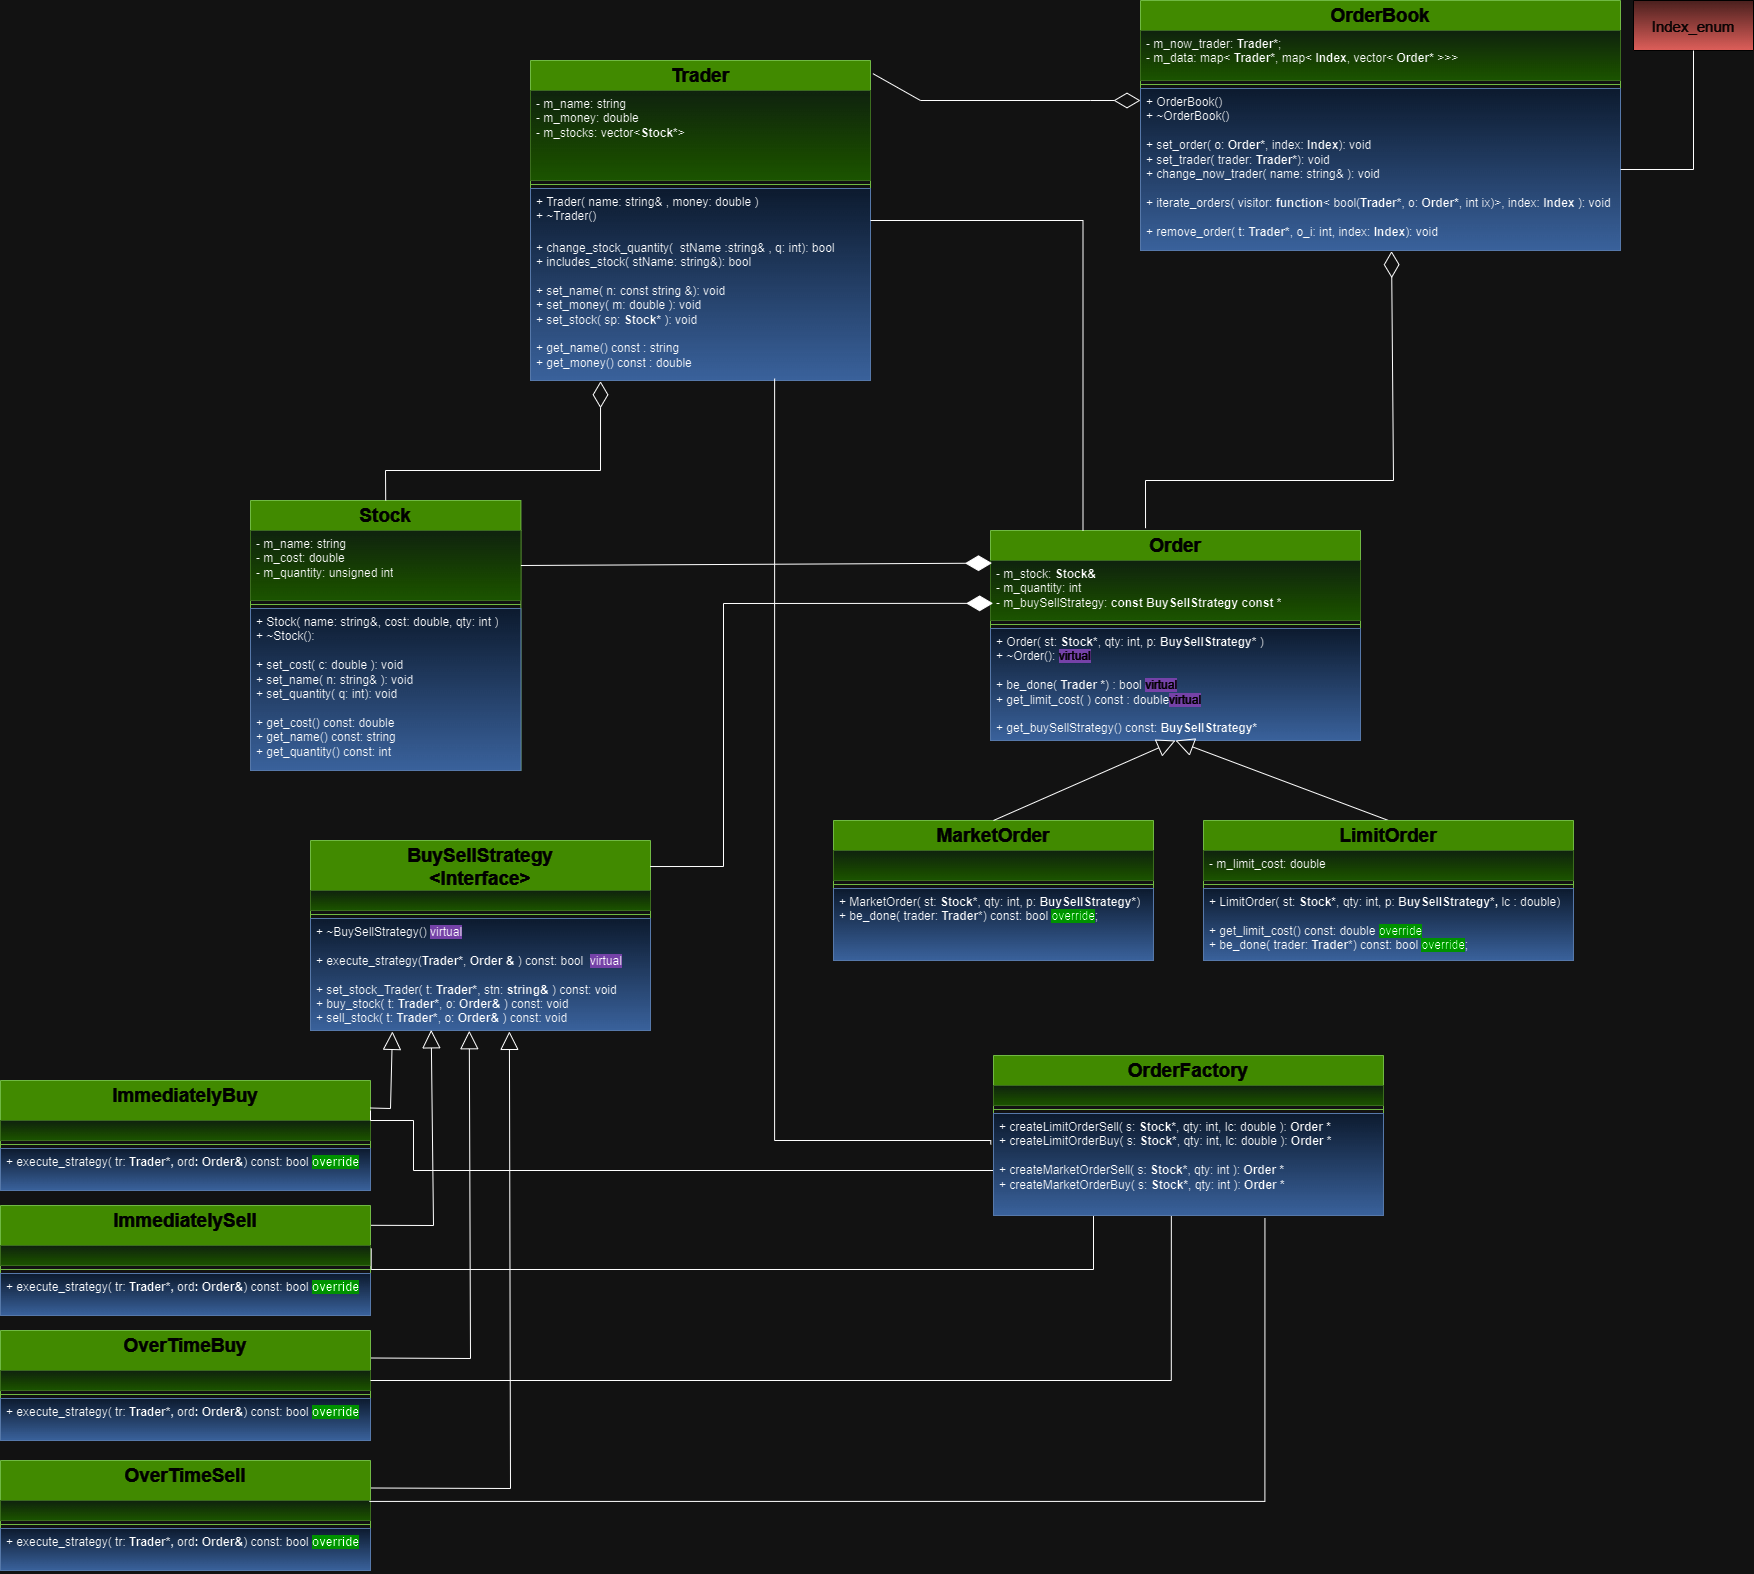 OrderBook
- m_now_trader: Trader*;
- m_data: map< Trader*, map< Index, vector< Order* >>>
+ OrderBook()
+ ~OrderBook()
+ set_order( o: Order*, index: Index): void
+ set_trader( trader: Trader*): void
+ change_now_trader( name: string& ): void
+ iterate_orders( visitor: function< bool(Trader*, o: Order*, int ix)>, index: Index ): void
+ remove_order( t: Trader*, o_i: int, index: Index): void
Index_enum
Trader
- m_name: string
- m_money: double
- m_stocks: vector<Stock*>
+ Trader( name: string& , money: double )
+ ~Trader()
+ change_stock_quantity(  stName :string& , q: int): bool
+ includes_stock( stName: string&): bool
+ set_name( n: const string &): void
+ set_money( m: double ): void
+ set_stock( sp: Stock* ): void
+ get_name() const : string
+ get_money() const : double
Stock
- m_name: string
- m_cost: double
- m_quantity: unsigned int
+ Stock( name: string&, cost: double, qty: int )
+ ~Stock():
+ set_cost( c: double ): void
+ set_name( n: string& ): void
+ set_quantity( q: int): void
+ get_cost() const: double
+ get_name() const: string
+ get_quantity() const: int
Order
- m_stock: Stock&
- m_quantity: int
- m_buySellStrategy: const BuySellStrategy const *
+ Order( st: Stock*, qty: int, p: BuySellStrategy* )
+ ~Order(): virtual
+ be_done( Trader *) : bool virtual
+ get_limit_cost( ) const : doublevirtual
+ get_buySellStrategy() const: BuySellStrategy*
MarketOrder
+ MarketOrder( st: Stock*, qty: int, p: BuySellStrategy*)
+ be_done( trader: Trader*) const: bool override;
LimitOrder
- m_limit_cost: double
+ LimitOrder( st: Stock*, qty: int, p: BuySellStrategy*, lc : double)
+ get_limit_cost() const: double override
+ be_done( trader: Trader*) const: bool override;
BuySellStrategy
<Interface>
+ ~BuySellStrategy() virtual
+ execute_strategy(Trader*, Order & ) const: bool  virtual
+ set_stock_Trader( t: Trader*, stn: string& ) const: void
+ buy_stock( t: Trader*, o: Order& ) const: void
+ sell_stock( t: Trader*, o: Order& ) const: void
OrderFactory
+ createLimitOrderSell( s: Stock*, qty: int, lc: double ): Order *
+ createLimitOrderBuy( s: Stock*, qty: int, lc: double ): Order *
+ createMarketOrderSell( s: Stock*, qty: int ): Order *
+ createMarketOrderBuy( s: Stock*, qty: int ): Order *
ImmediatelyBuy
+ execute_strategy( tr: Trader*, ord: Order&) const: bool override
ImmediatelySell
+ execute_strategy( tr: Trader*, ord: Order&) const: bool override
OverTimeBuy
+ execute_strategy( tr: Trader*, ord: Order&) const: bool override
OverTimeSell
+ execute_strategy( tr: Trader*, ord: Order&) const: bool override